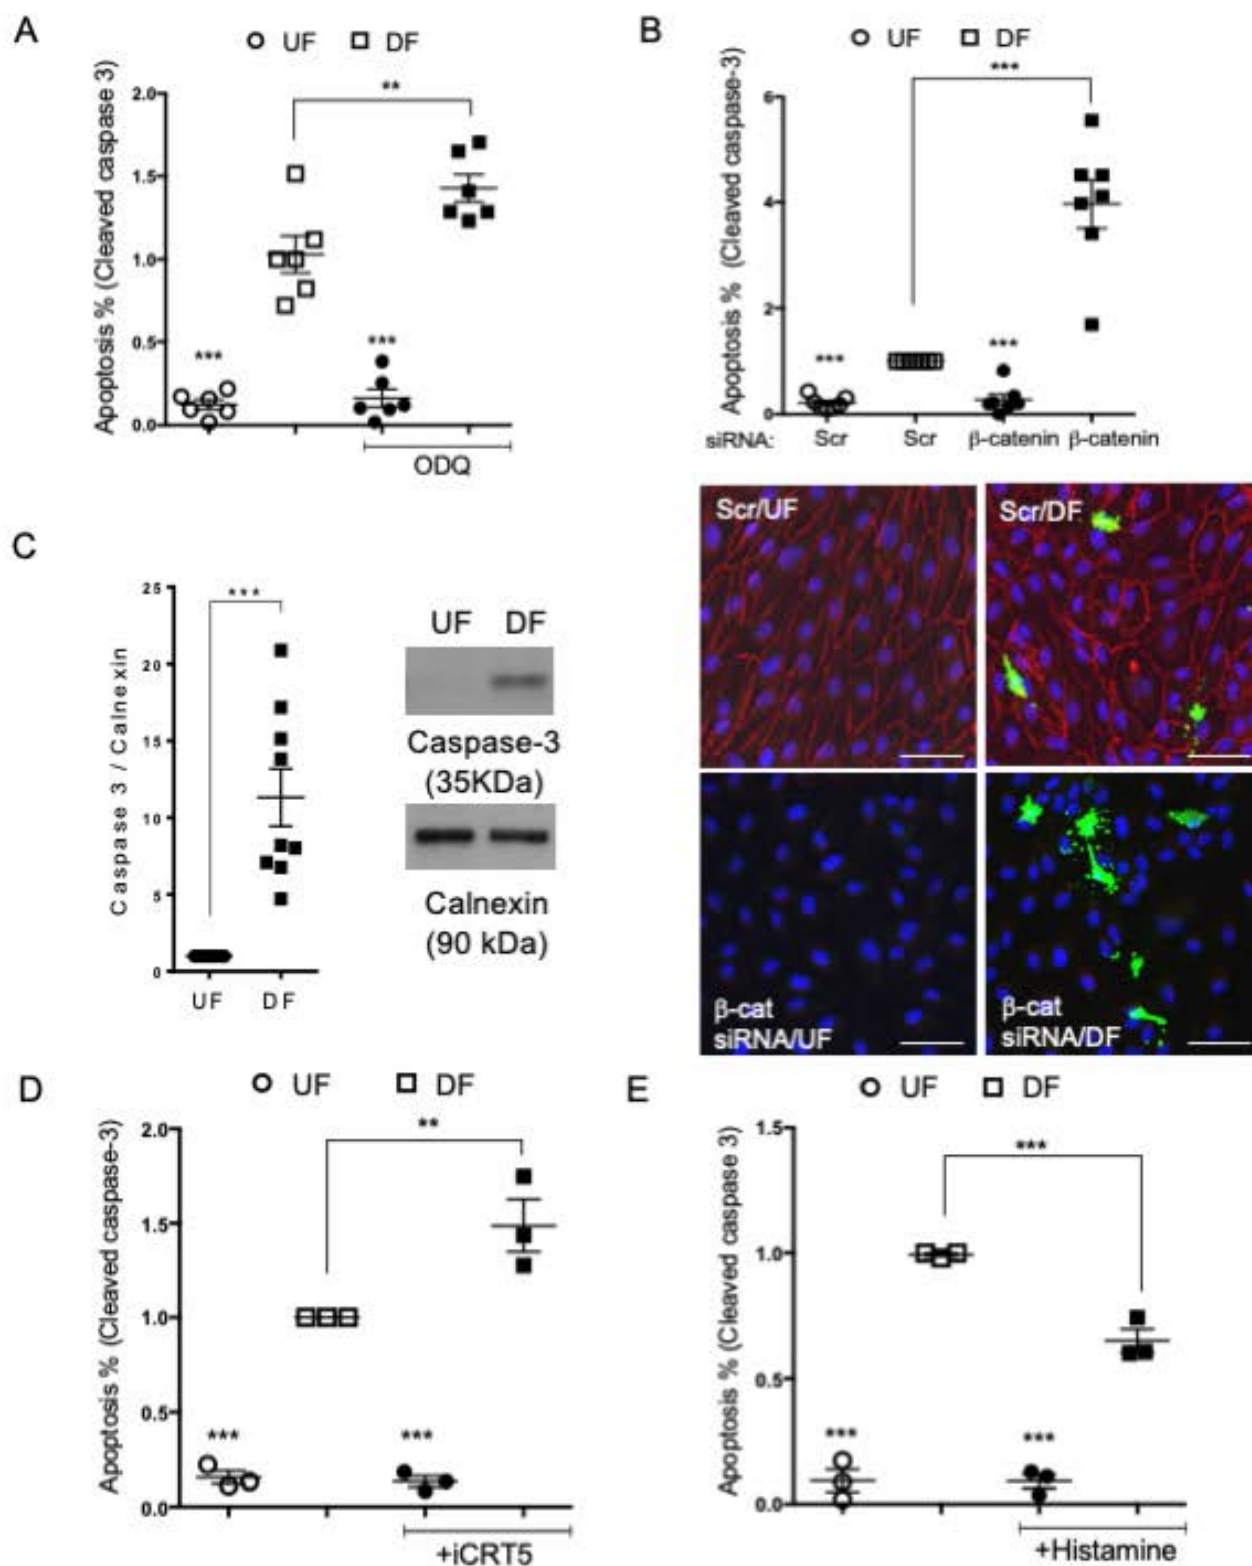 A
UF DF
Apoptosis % (Cleaved caspase 3)
2.0
1.5
1.0
0.5
0.0
**
***
***
ODQ
B
UF DF
Apoptosis % (Cleaved caspase-3)
6
4
2
0
***
***
***
siRNA: Scr Scr β-catenin β-catenin
Scr/UF
Scr/DF
β-cat
siRNA/UF
β-cat
siRNA/DF
C
Caspase 3 / Calnexin
25
20
15
10
5
0
***
UF DF
UF DF
Caspase-3
(35KDa)
Calnexin
(90 kDa)
D
UF DF
Apoptosis % (Cleaved caspase-3)
2.0
1.5
1.0
0.5
0.0
**
***
***
+iCRT5
E
UF DF
Apoptosis % (Cleaved caspase 3)
1.5
1.0
0.5
0.0
***
***
***
+Histamine